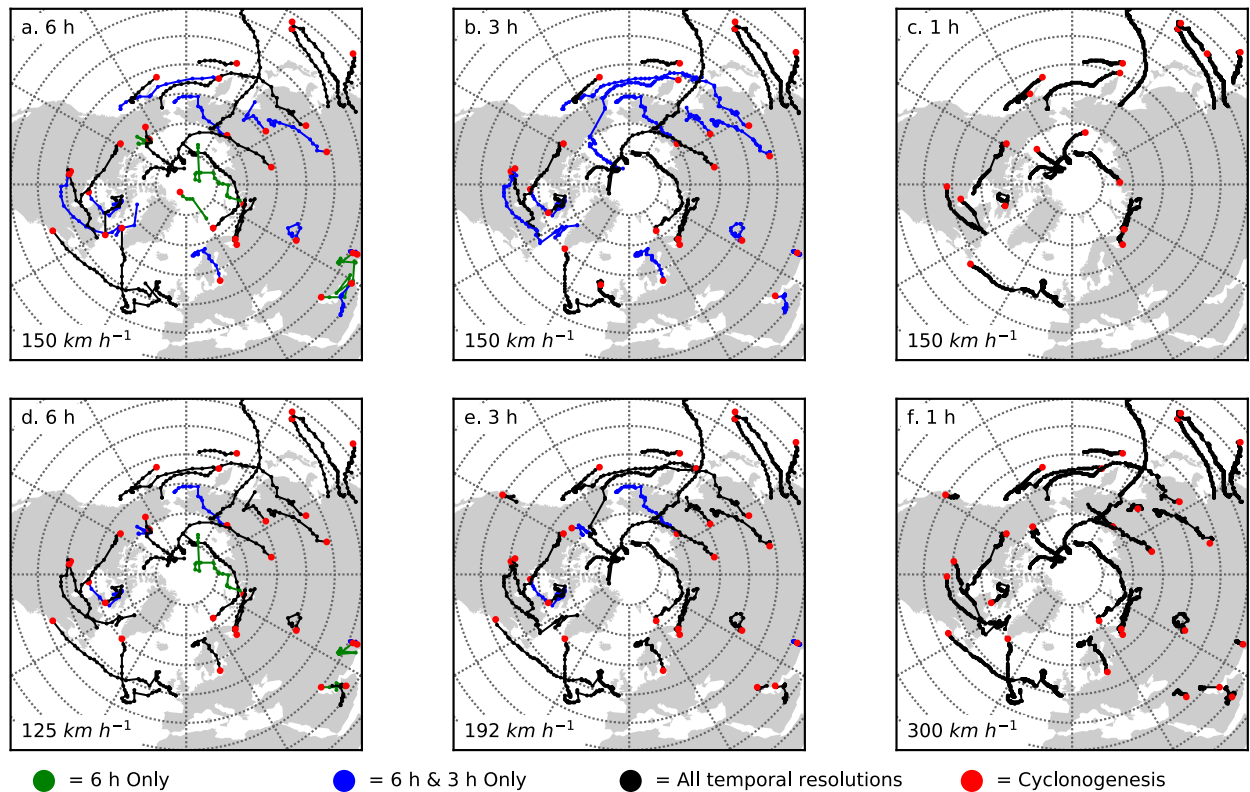 a. 6 h
b. 3 h
c. 1 h
150 km h⁻¹
150 km h⁻¹
150 km h⁻¹
d. 6 h
e. 3 h
f. 1 h
125 km h⁻¹
192 km h⁻¹
300 km h⁻¹
= 6 h Only
= 6 h & 3 h Only
= All temporal resolutions
= Cyclonogenesis